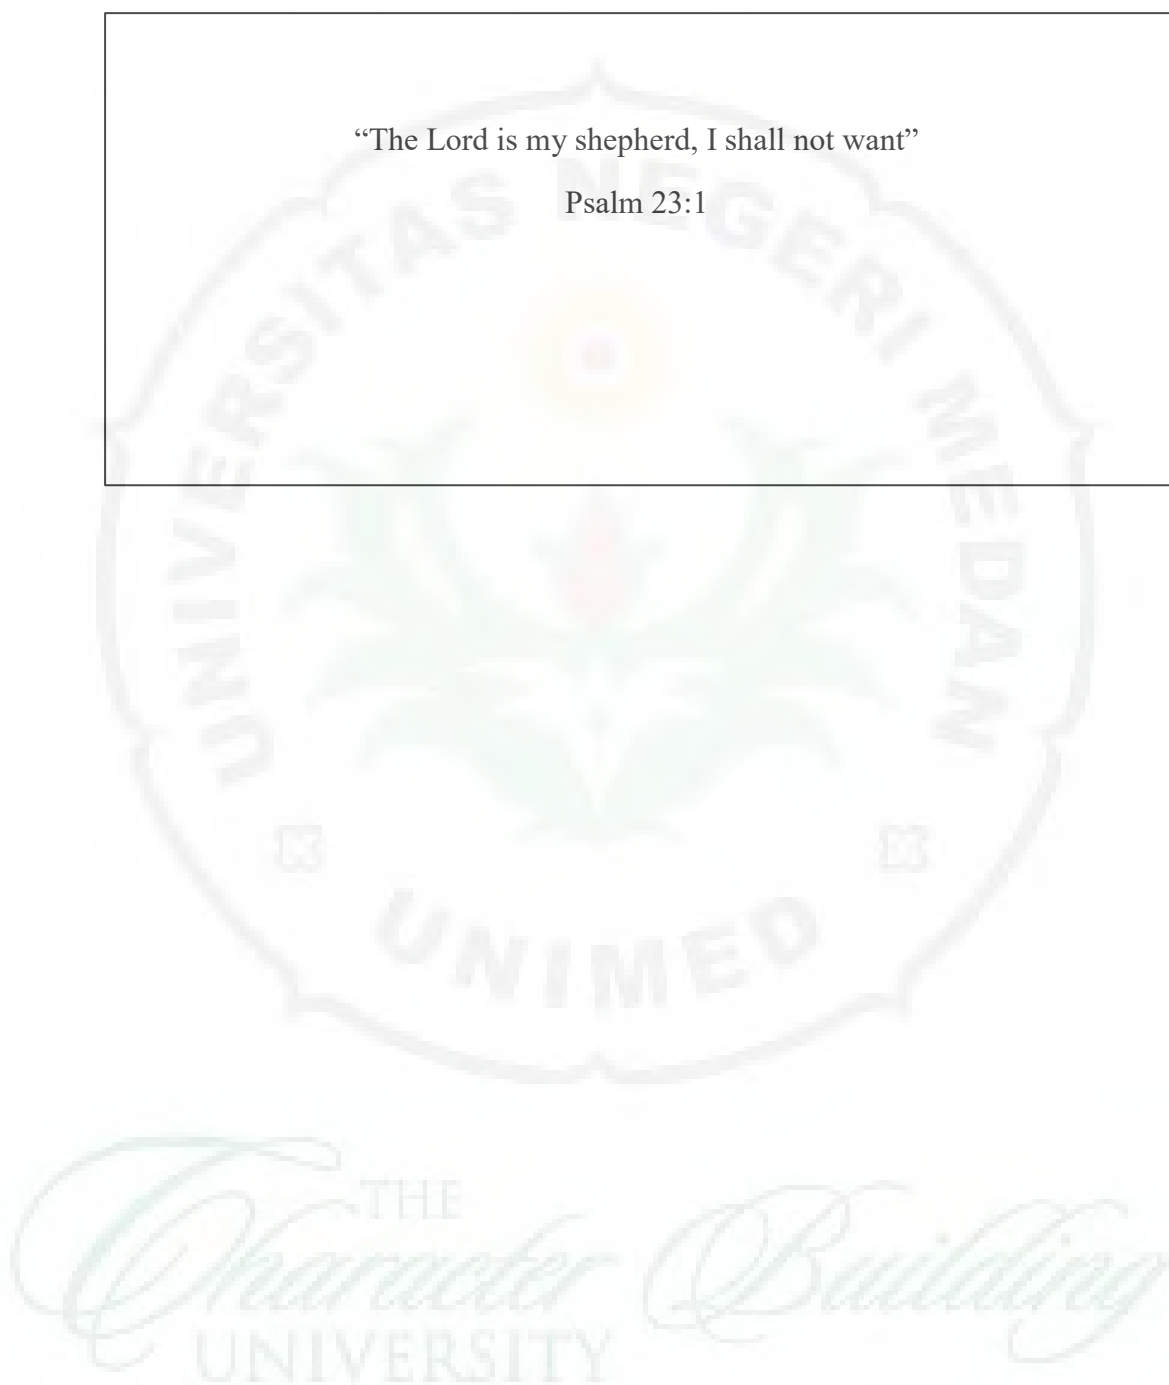 “The Lord is my shepherd, I shall not want”
Psalm 23:1
UNIVERSITAS NEGERI MEDAN
UNIMED
THE
Character Building
UNIVERSITY